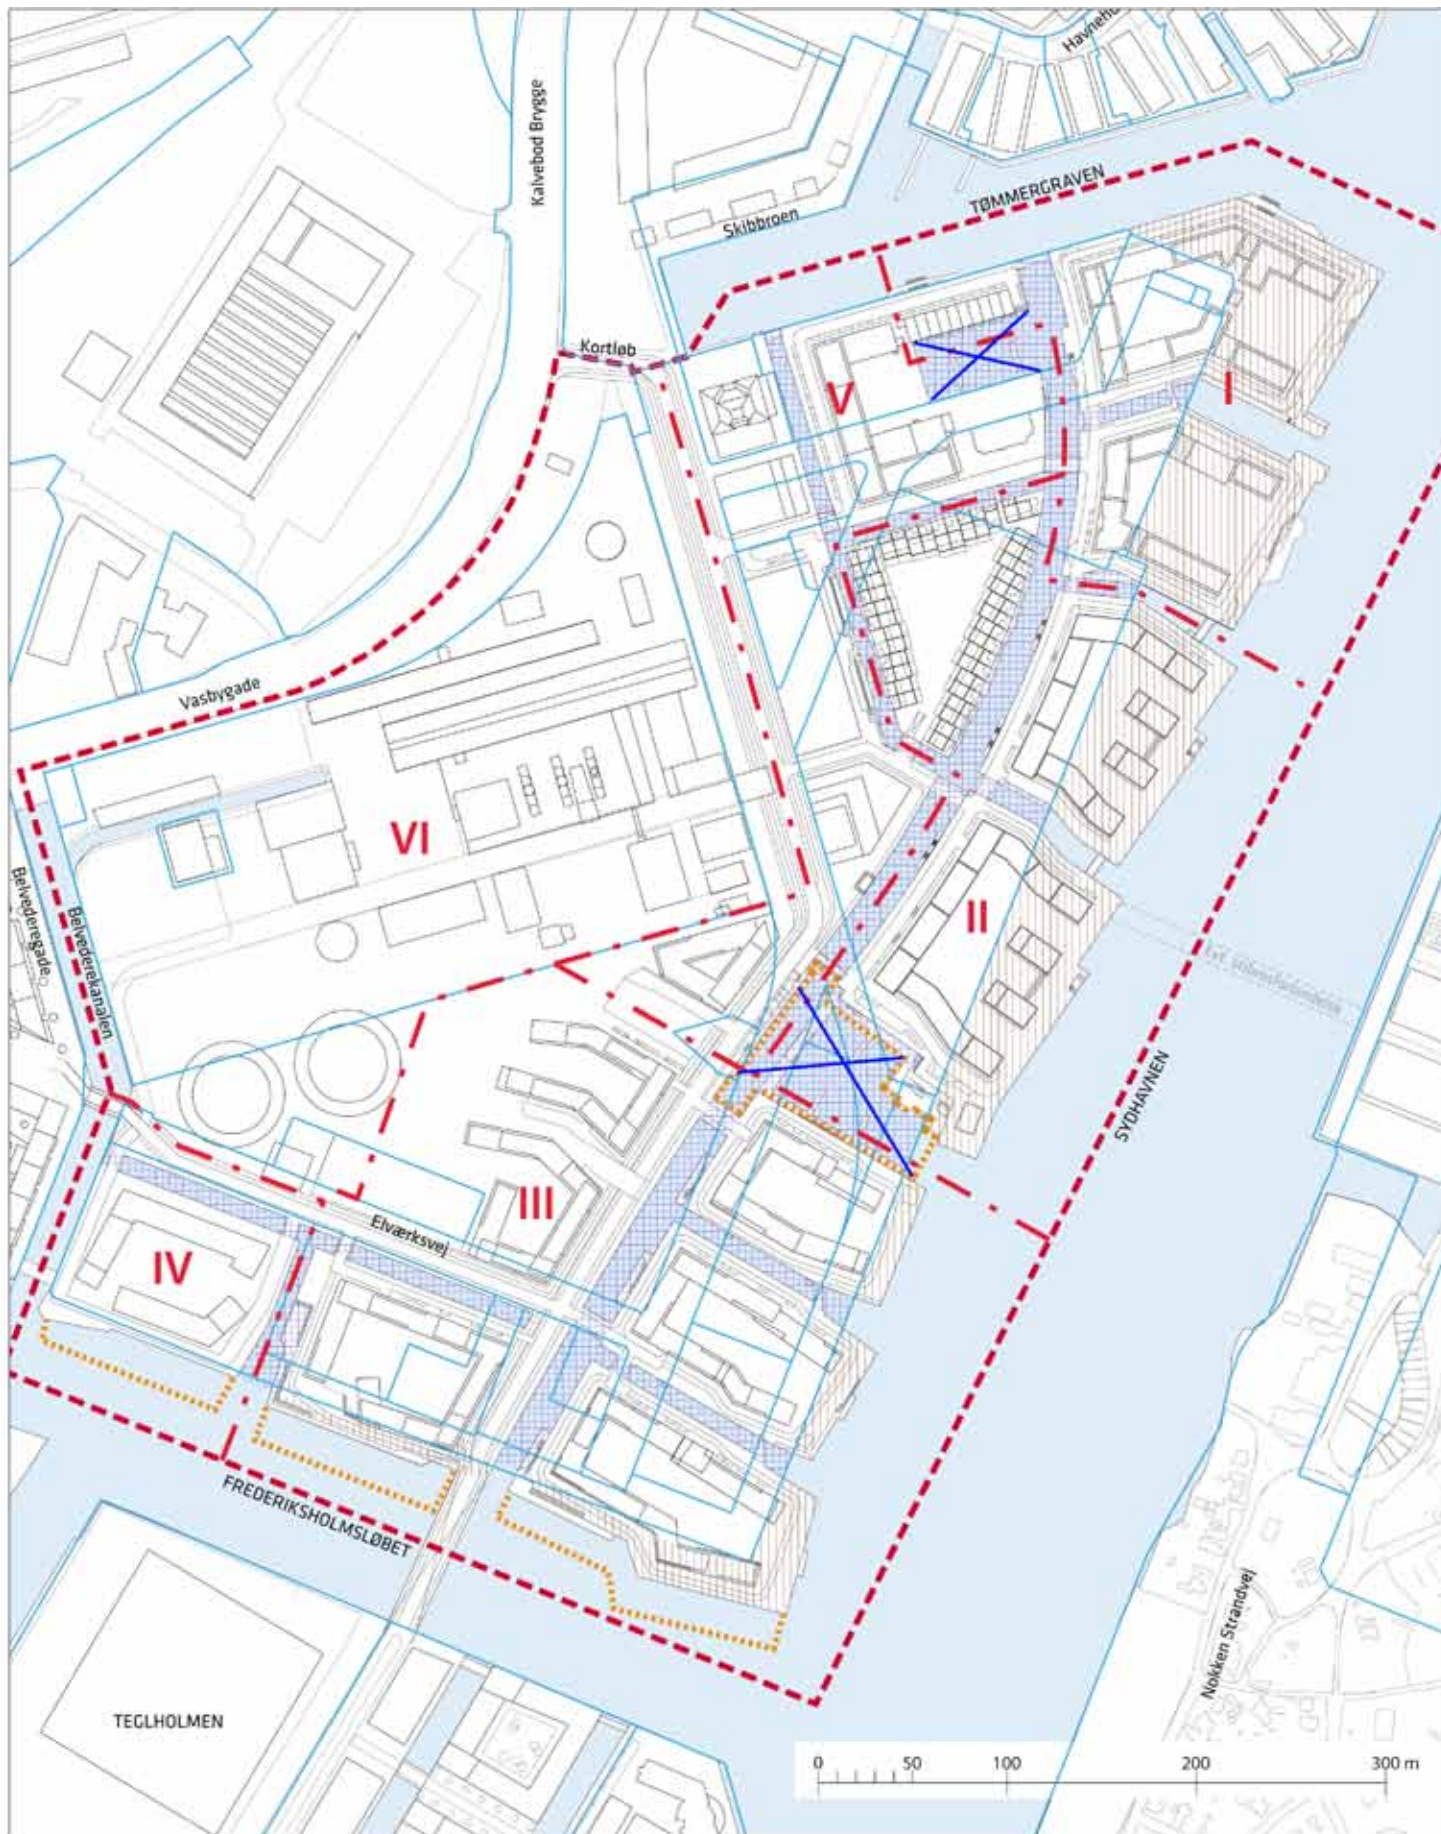 Kalvebod Brygge
TØMMERGRAVEN
Skibbroen
Kortløb
V
I
Vasbygade
VI
II
Belvederegade
Belvederekanalen
SYDHAVNEN
III
Elværksvej
IV
FREDERIKSHOLMSLØBET
Nokken Strandvej
TEGLHOLMEN
0 50 100 200 300 m